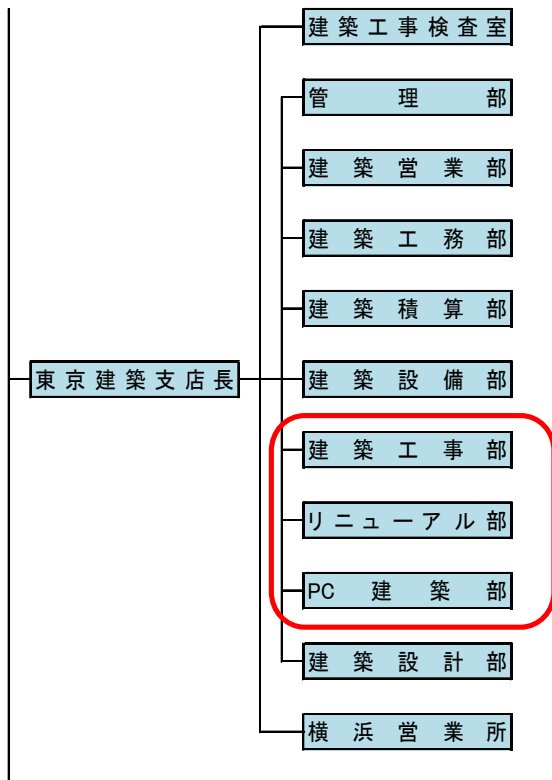 建築工事検査室
管理部
建築営業部
建築工務部
建築積算部
東京建築支店長
建築設備部
建築工事部
リニューアル部
PC建築部
建築設計部
横浜営業所